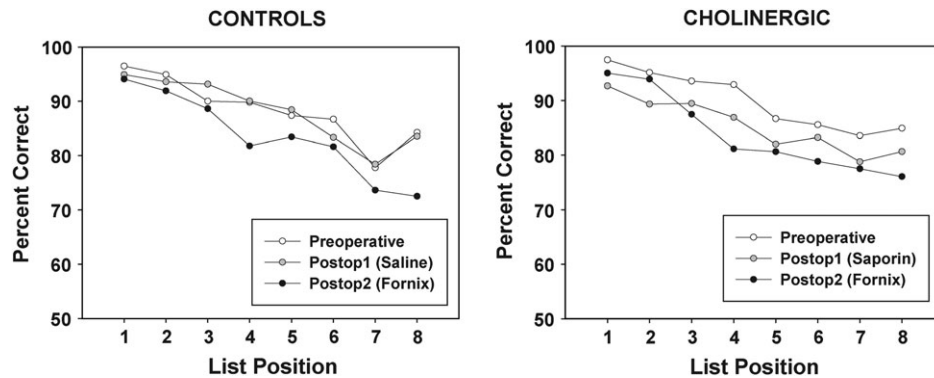 CONTROLS
Percent Correct
100
90
80
70
60
50
Preoperative
Postop1 (Saline)
Postop2 (Fornix)
1 2 3 4 5 6 7 8
List Position
CHOLINERGIC
Percent Correct
100
90
80
70
60
50
Preoperative
Postop1 (Saporin)
Postop2 (Fornix)
1 2 3 4 5 6 7 8
List Position